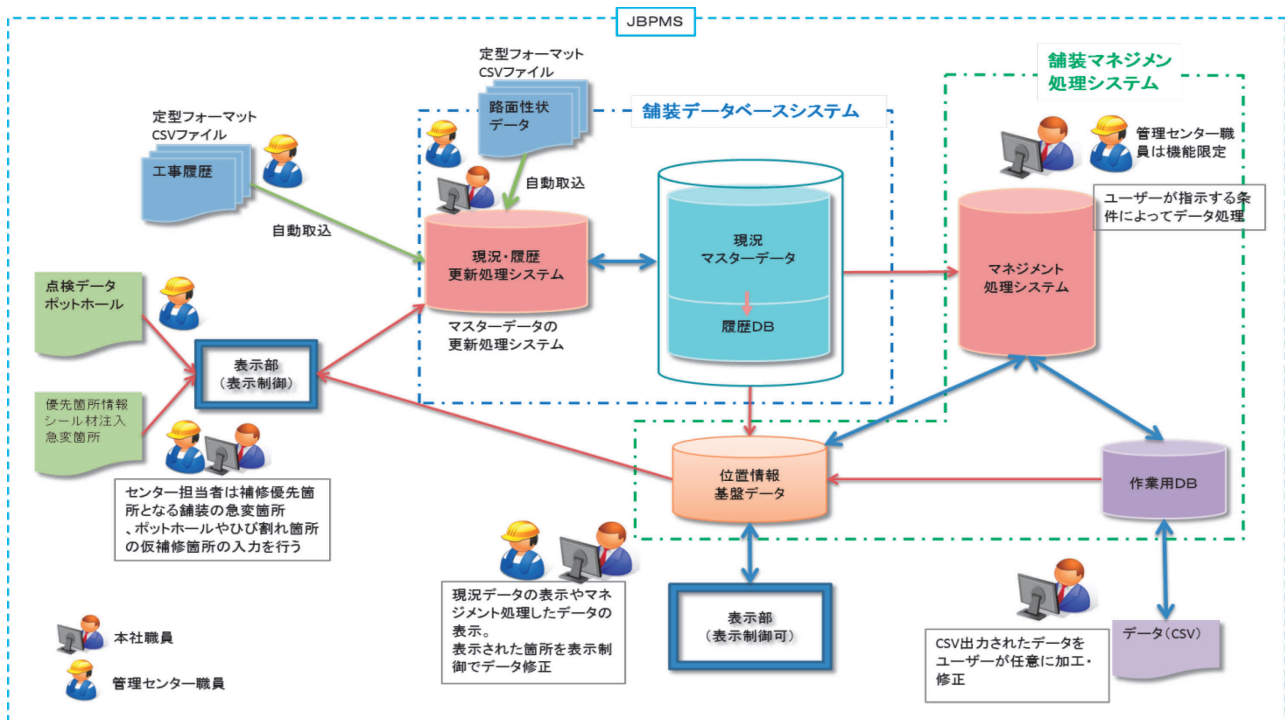 JBPMS
定型フォーマット
CSVファイル
路面性状
データ
舗装マネジメン
処理システム
舗装データベースシステム
定型フォーマット
CSVファイル
工事履歴
自動取込
自動取込
管理センター職
員は機能限定
ユーザーが指示する条
件によってデータ処理
現況・履歴
更新処理システム
マスターデータの
更新処理システム
現況
マスターデータ
履歴DB
マネジメント
処理システム
点検データ
ポットホール
表示部
（表示制御）
優先箇所情報
シール材注入
急変箇所
センター担当者は補修優先箇
所となる舗装の急変箇所
、ポットホールやひび割れ箇所
の仮補修箇所の入力を行う
位置情報
基盤データ
作業用DB
現況データの表示やマネ
ジメント処理したデータの
表示。
表示された箇所を表示制
御でデータ修正
表示部
（表示制御可）
CSV出力されたデータを
ユーザーが任意に加工・
修正
データ（CSV）
本社職員
管理センター職員